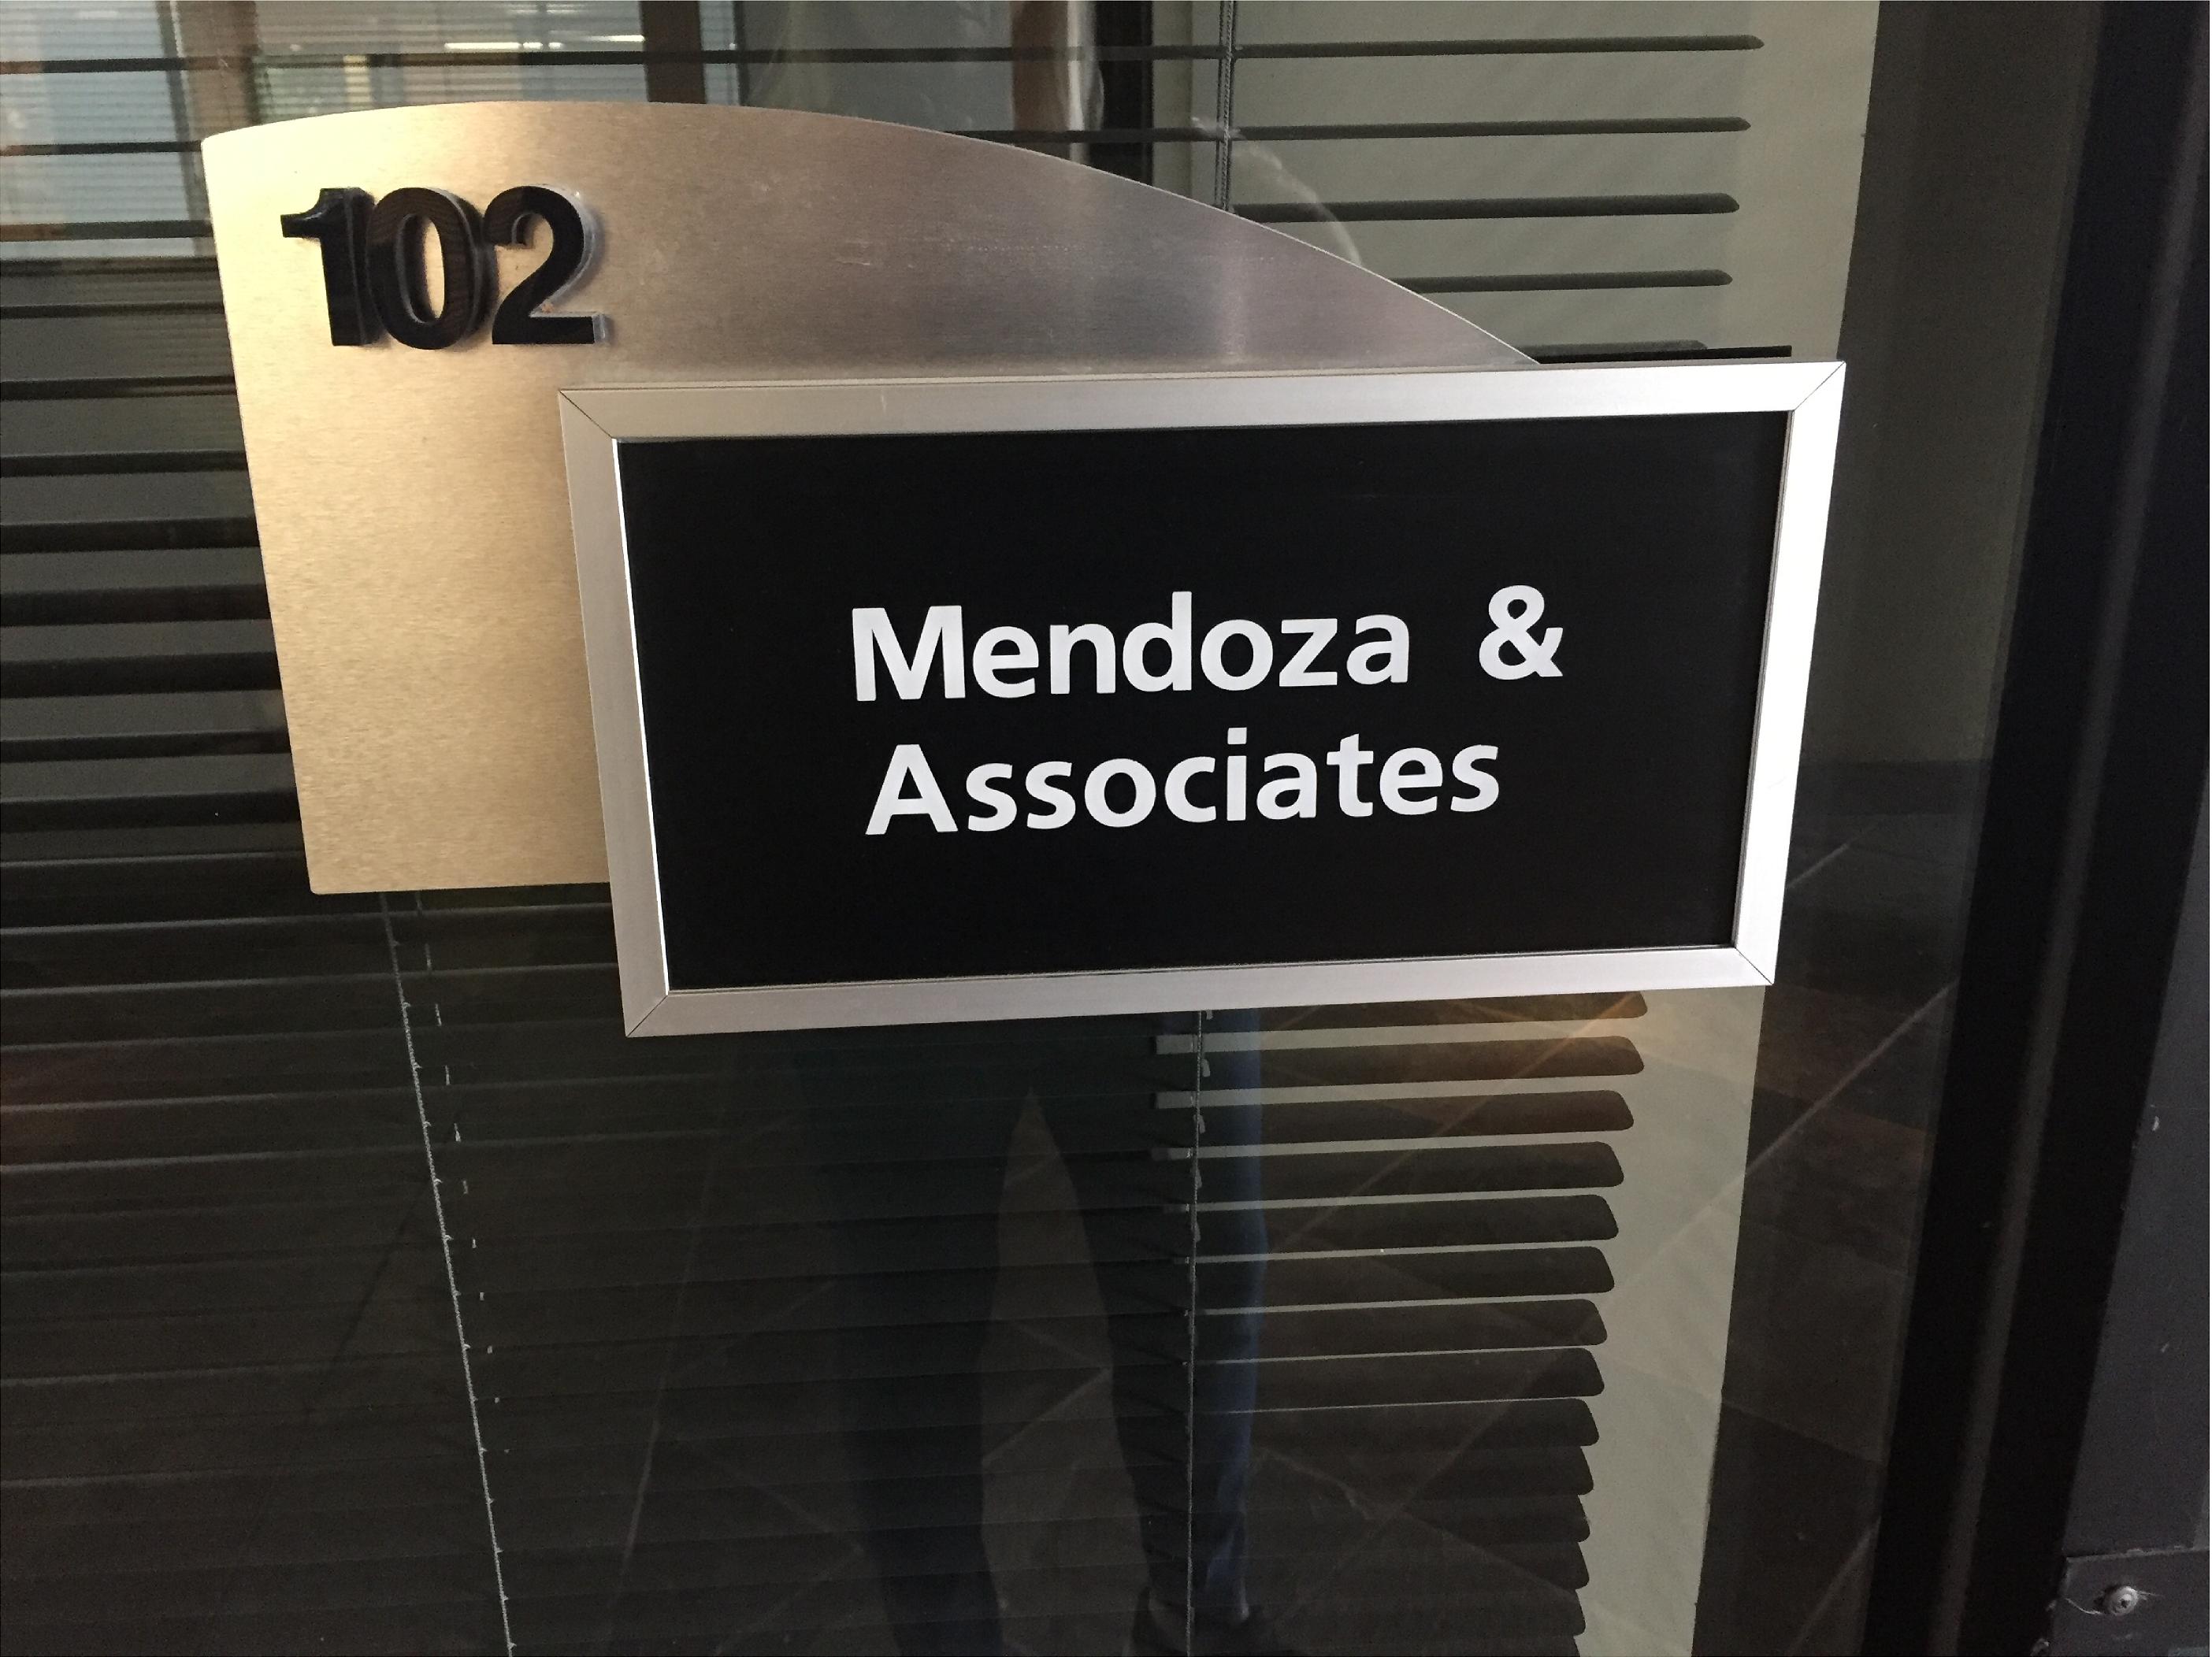 102
Mendoza &
Associates